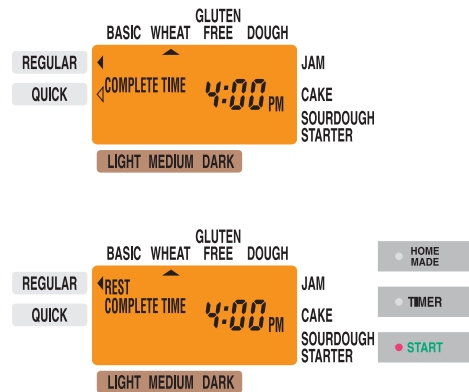 GLUTEN
BASIC WHEAT FREE DOUGH
REGULAR
JAM
COMPLETE TIME 4:00 PM
QUICK
CAKE
SOURDOUGH
STARTER
LIGHT MEDIUM DARK
GLUTEN
BASIC WHEAT FREE DOUGH
HOME
MADE
REGULAR
REST
JAM
COMPLETE TIME 4:00 PM
TIMER
QUICK
CAKE
SOURDOUGH
STARTER
START
LIGHT MEDIUM DARK